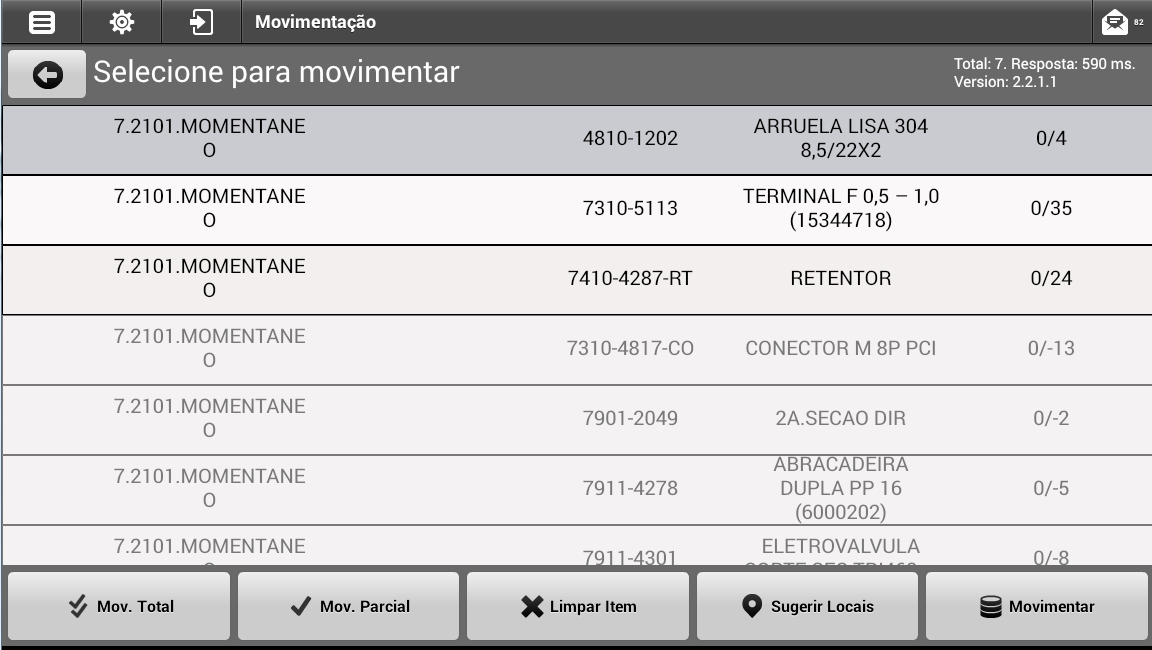 Movimentação
82
Selecione para movimentar
Total: 7. Resposta: 590 ms.
Version: 2.2.1.1
7.2101.MOMENTANE
O
4810-1202
ARRUELA LISA 304
8,5/22X2
0/4
7.2101.MOMENTANE
O
7310-5113
TERMINAL F 0,5 – 1,0
(15344718)
0/35
7.2101.MOMENTANE
O
7410-4287-RT
RETENTOR
0/24
7.2101.MOMENTANE
O
7310-4817-CO
CONECTOR M 8P PCI
0/-13
7.2101.MOMENTANE
O
7901-2049
2A.SECAO DIR
0/-2
7.2101.MOMENTANE
O
7911-4278
ABRACADEIRA
DUPLA PP 16
(6000202)
0/-5
7.2101.MOMENTANE
7911-4301
ELETROVALVULA
0/-8
Mov. Total
Mov. Parcial
Limpar Item
Sugerir Locais
Movimentar